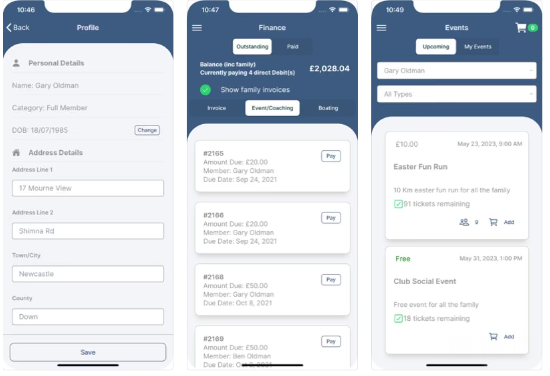 10:46
Back
Profile
Personal Details
Name: Gary Oldman
Category: Full Member
DOB: 18/07/1985
Change
Address Details
Address Line 1
17 Mourne View
Address Line 2
Shimna Rd
Town/City
Newcastle
County
Down
Save
10:47
Finance
Outstanding
Paid
Balance (inc family)
Currently paying 4 direct Debit(s)
£2,028.04
Show family invoices
Invoice
Event/Coaching
Boating
#2165
Amount Due: £20.00
Member: Gary Oldman
Due Date: Sep 24, 2021
Pay
#2166
Amount Due: £20.00
Member: Gary Oldman
Due Date: Sep 24, 2021
Pay
#2168
Amount Due: £50.00
Member: Gary Oldman
Due Date: Oct 8, 2021
Pay
#2169
Amount Due: £50.00
Member: Ben Oldman
Due Date: Oct 8, 2021
Pay
10:49
Events
0
Upcoming
My Events
Gary Oldman
All Types
£10.00
May 23, 2023, 9:00 AM
Easter Fun Run
10 Km easter fun run for all the family
91 tickets remaining
3
Add
Free
May 31, 2023, 1:00 PM
Club Social Event
Free event for all the family
18 tickets remaining
Add